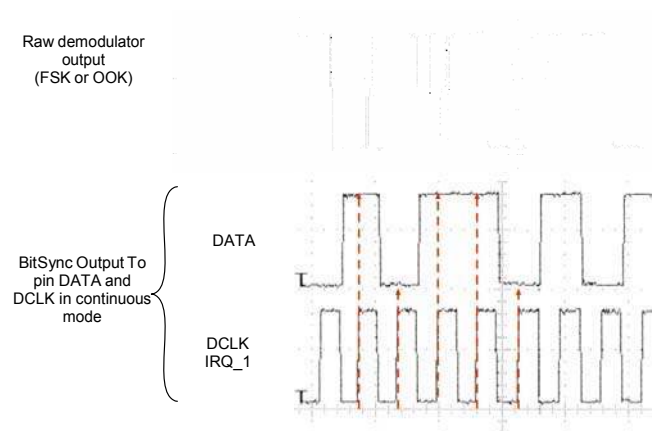 Raw demodulator
output
(FSK or OOK)
DATA
BitSync Output To
pin DATA and
DCLK in continuous
mode
DCLK
IRQ_1